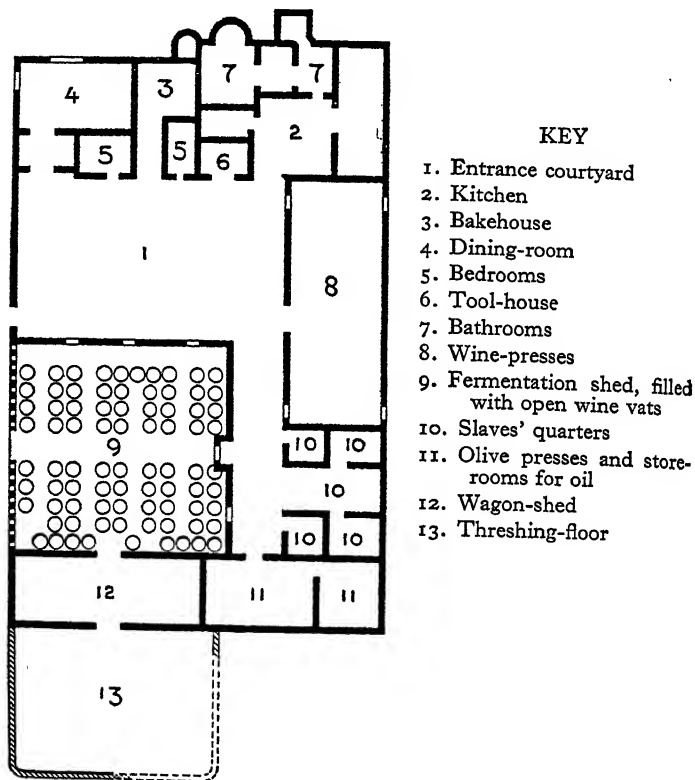 7
7
4
3
2
5
5
6
1
8
9
10 10
10
10 10
12
11
11
13
KEY
1. Entrance courtyard
2. Kitchen
3. Bakehouse
4. Dining-room
5. Bedrooms
6. Tool-house
7. Bathrooms
8. Wine-presses
9. Fermentation shed, filled
with open wine vats
10. Slaves' quarters
11. Olive presses and store-
rooms for oil
12. Wagon-shed
13. Threshing-floor